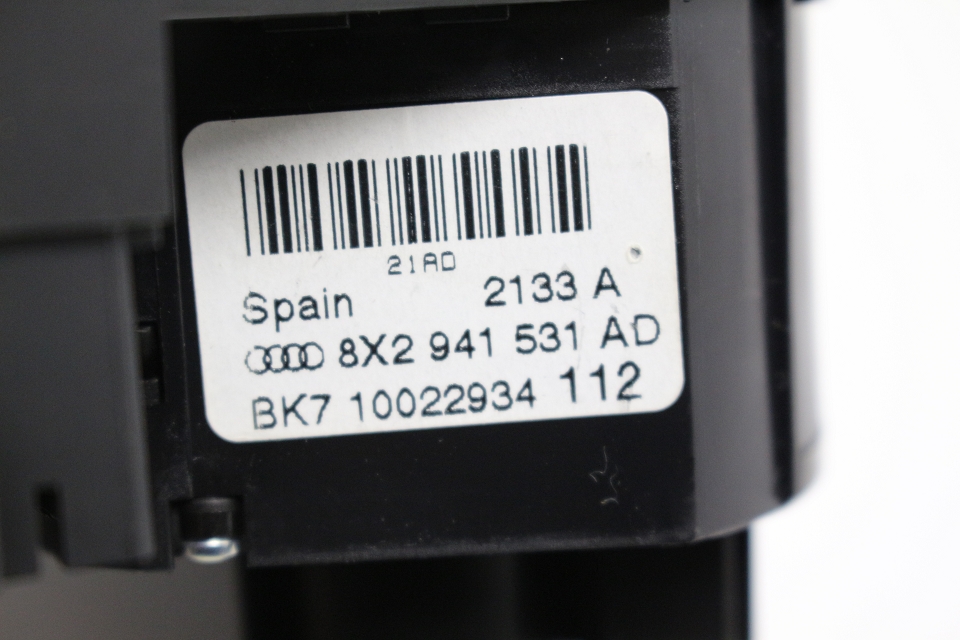 21AD
Spain 2133 A
8X2 941 531 AD
BK7 10022934 112